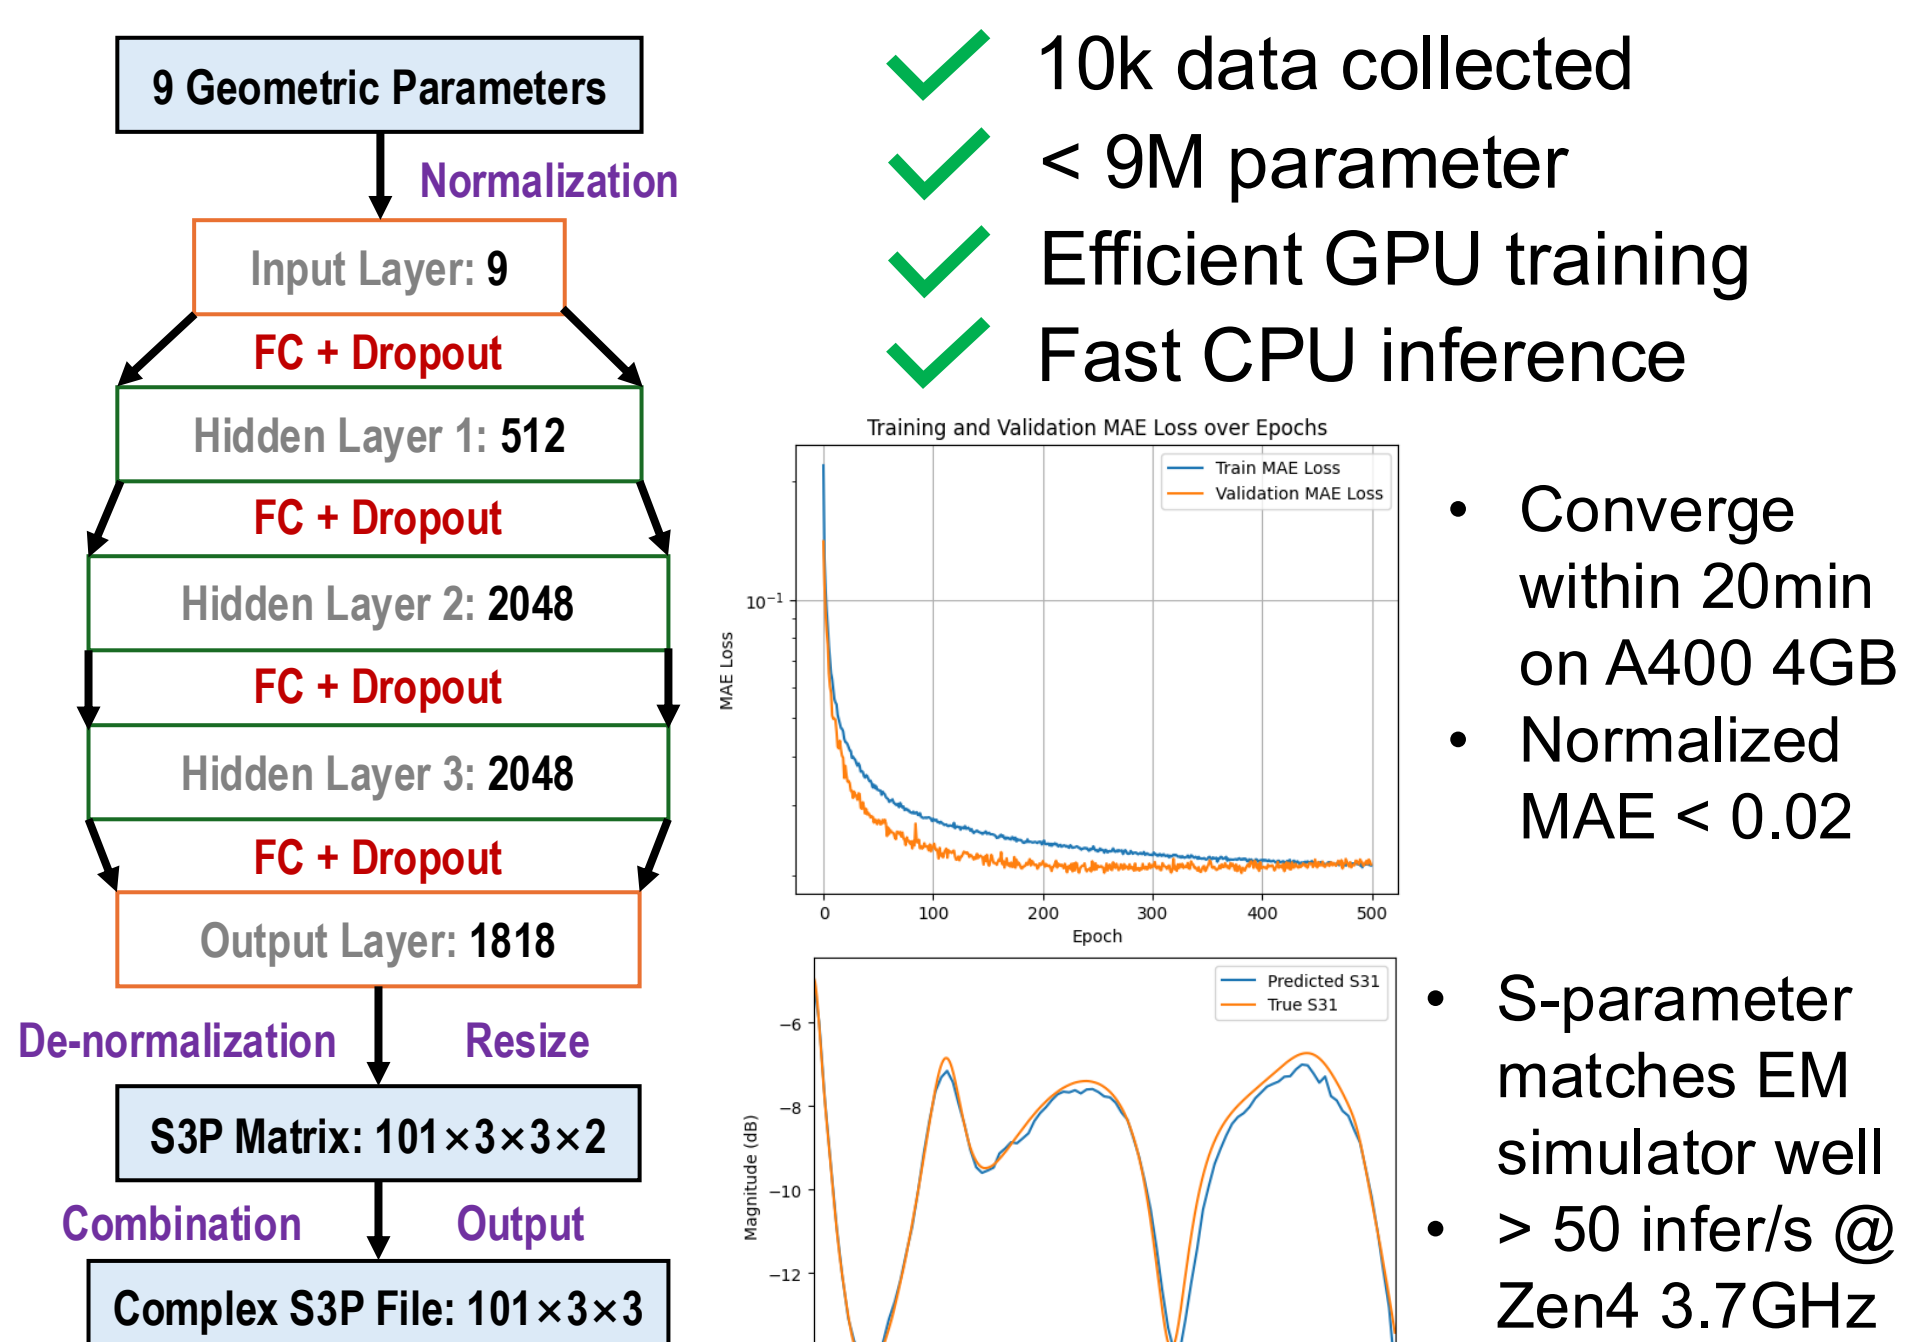 9 Geometric Parameters
Normalization
Input Layer: 9
FC + Dropout
Hidden Layer 1: 512
FC + Dropout
Hidden Layer 2: 2048
FC + Dropout
Hidden Layer 3: 2048
FC + Dropout
Output Layer: 1818
De-normalization Resize
S3P Matrix: 101×3×3×2
Combination Output
Complex S3P File: 101×3×3
10k data collected
< 9M parameter
Efficient GPU training
Fast CPU inference
Training and Validation MAE Loss over Epochs
Train MAE Loss
Validation MAE Loss
10⁻¹
MAE Loss
0 100 200 300 400 500
Epoch
• Converge
within 20min
on A400 4GB
• Normalized
MAE < 0.02
Predicted S31
True S31
−6
−8
−10
−12
Magnitude (dB)
• S-parameter
matches EM
simulator well
• > 50 infer/s @
Zen4 3.7GHz